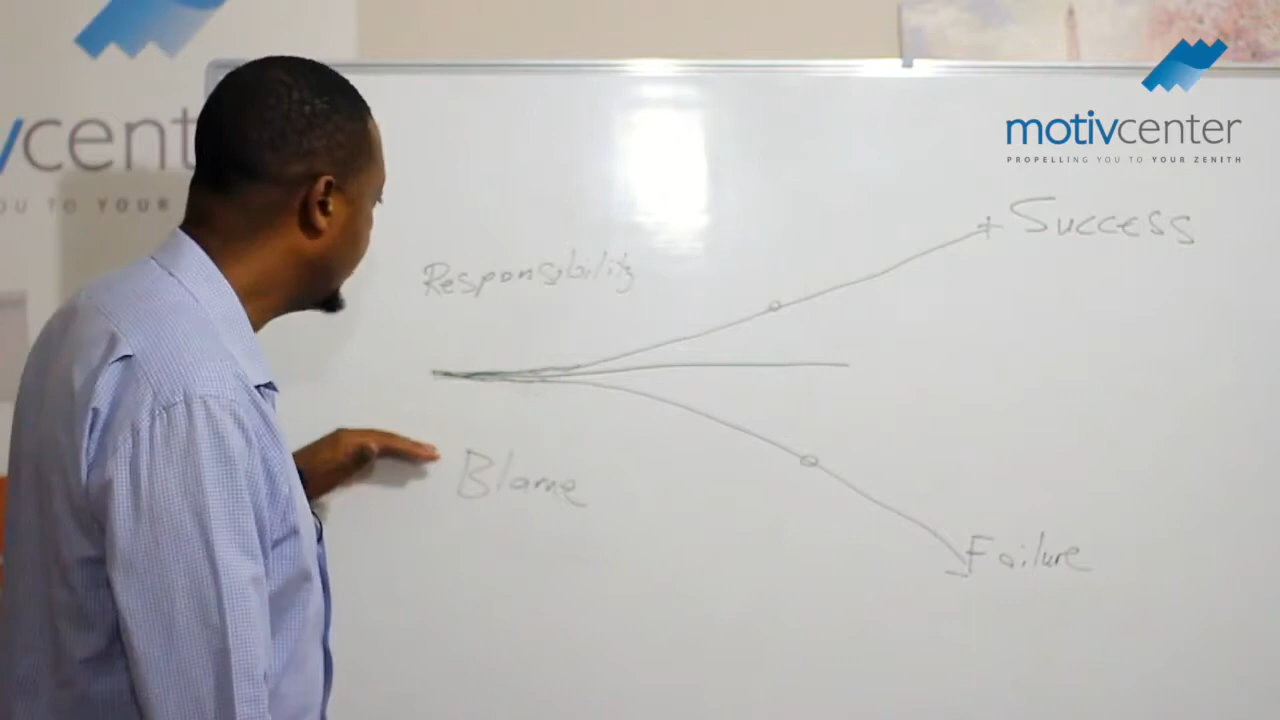 motivcenter
PROPELLING YOU TO YOUR ZENITH
vcent
OU TO YOUR
Success
Responsibility
Blame
Failure